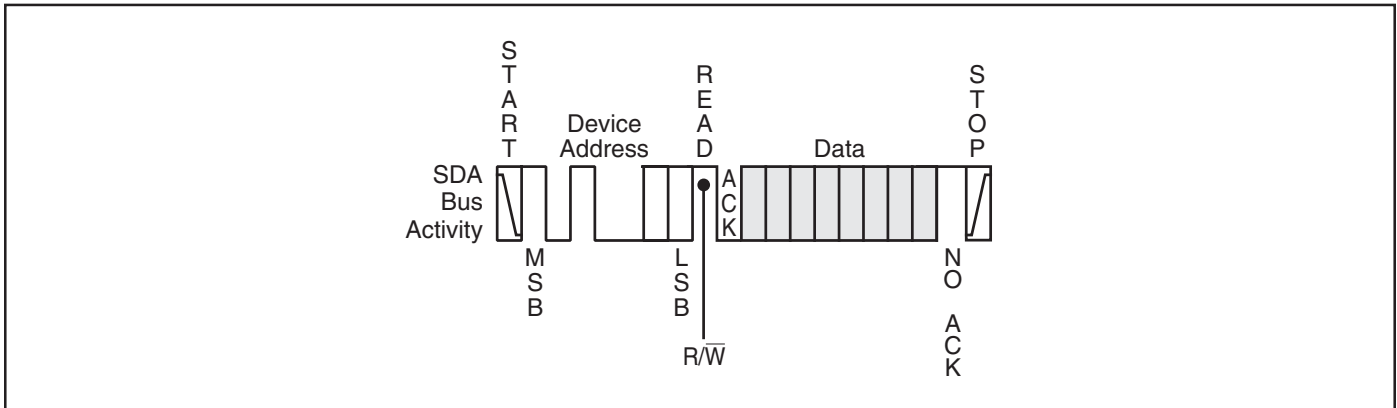 START
READ
STOP
Device
Address
Data
SDA
Bus
Activity
ACK
MSB
LSB
NO ACK
R/W̅